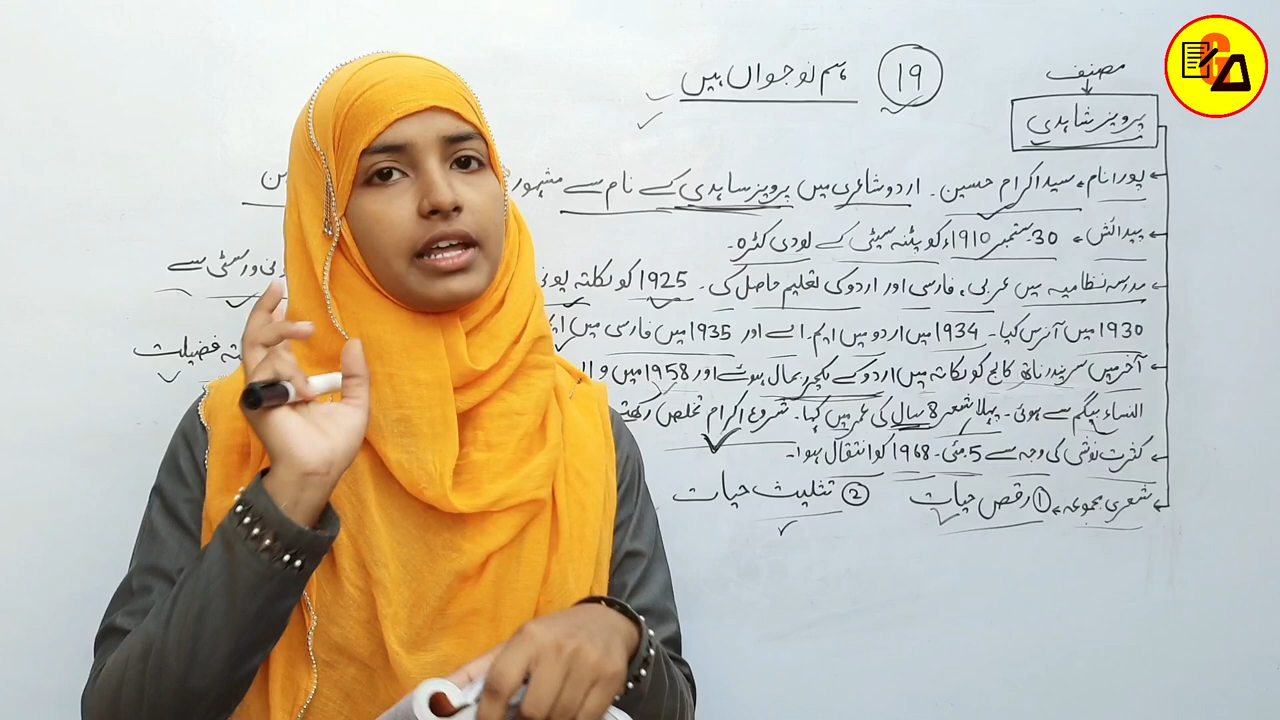 ہم نوجواں ہیں ۱۹
مصنف
پرویز شاہدی
پورا نام، سید اکرام حسین۔ اردو شاعری میں پرویز شاہدی کے نام سے مشہور
پیدائش، 30۔ستمبر 1910ء کو پٹنہ سیٹی کے لودی کٹرہ۔
مدرسہ نظامیہ میں عربی، فارسی اور اردو کی تعلیم حاصل کی۔ 1925 کو کلکتہ یونی ورسٹی سے
1930 میں آنرس کیا۔ 1934 میں اردو میں ایم۔اے اور 1935 میں فارسی میں
آخر میں سریندر ناتھ کالج کو کلکاتہ میں اردو کے لکچرر بحال ہوئے اور 1958 میں فضیلت
النساء بیگم سے ہوئی۔ پہلا شعر 8 سال کی عمر میں کہا۔ شروع اکرام تخلص رکھتے
کثرت نوشی کی وجہ سے 5۔مئی۔ 1968 کو انتقال ہوا۔
شعری مجموعہ، ① رقص حیات ② تثلیث حیات